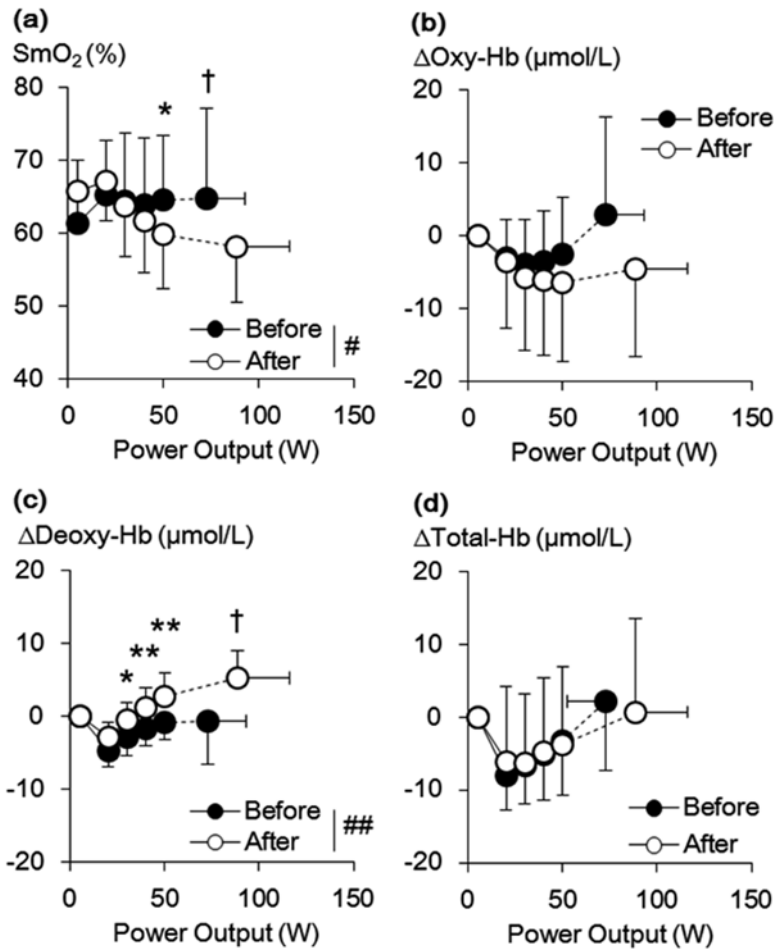 (a)
SmO₂ (%)
80
70
60
50
40
* †
Before
After
#
0 50 100 150
Power Output (W)
(b)
ΔOxy-Hb (μmol/L)
20
10
0
-10
-20
Before
After
0 50 100 150
Power Output (W)
(c)
ΔDeoxy-Hb (μmol/L)
20
10
0
-10
-20
* ** ** †
Before
After
##
0 50 100 150
Power Output (W)
(d)
ΔTotal-Hb (μmol/L)
20
10
0
-10
-20
Before
After
0 50 100 150
Power Output (W)